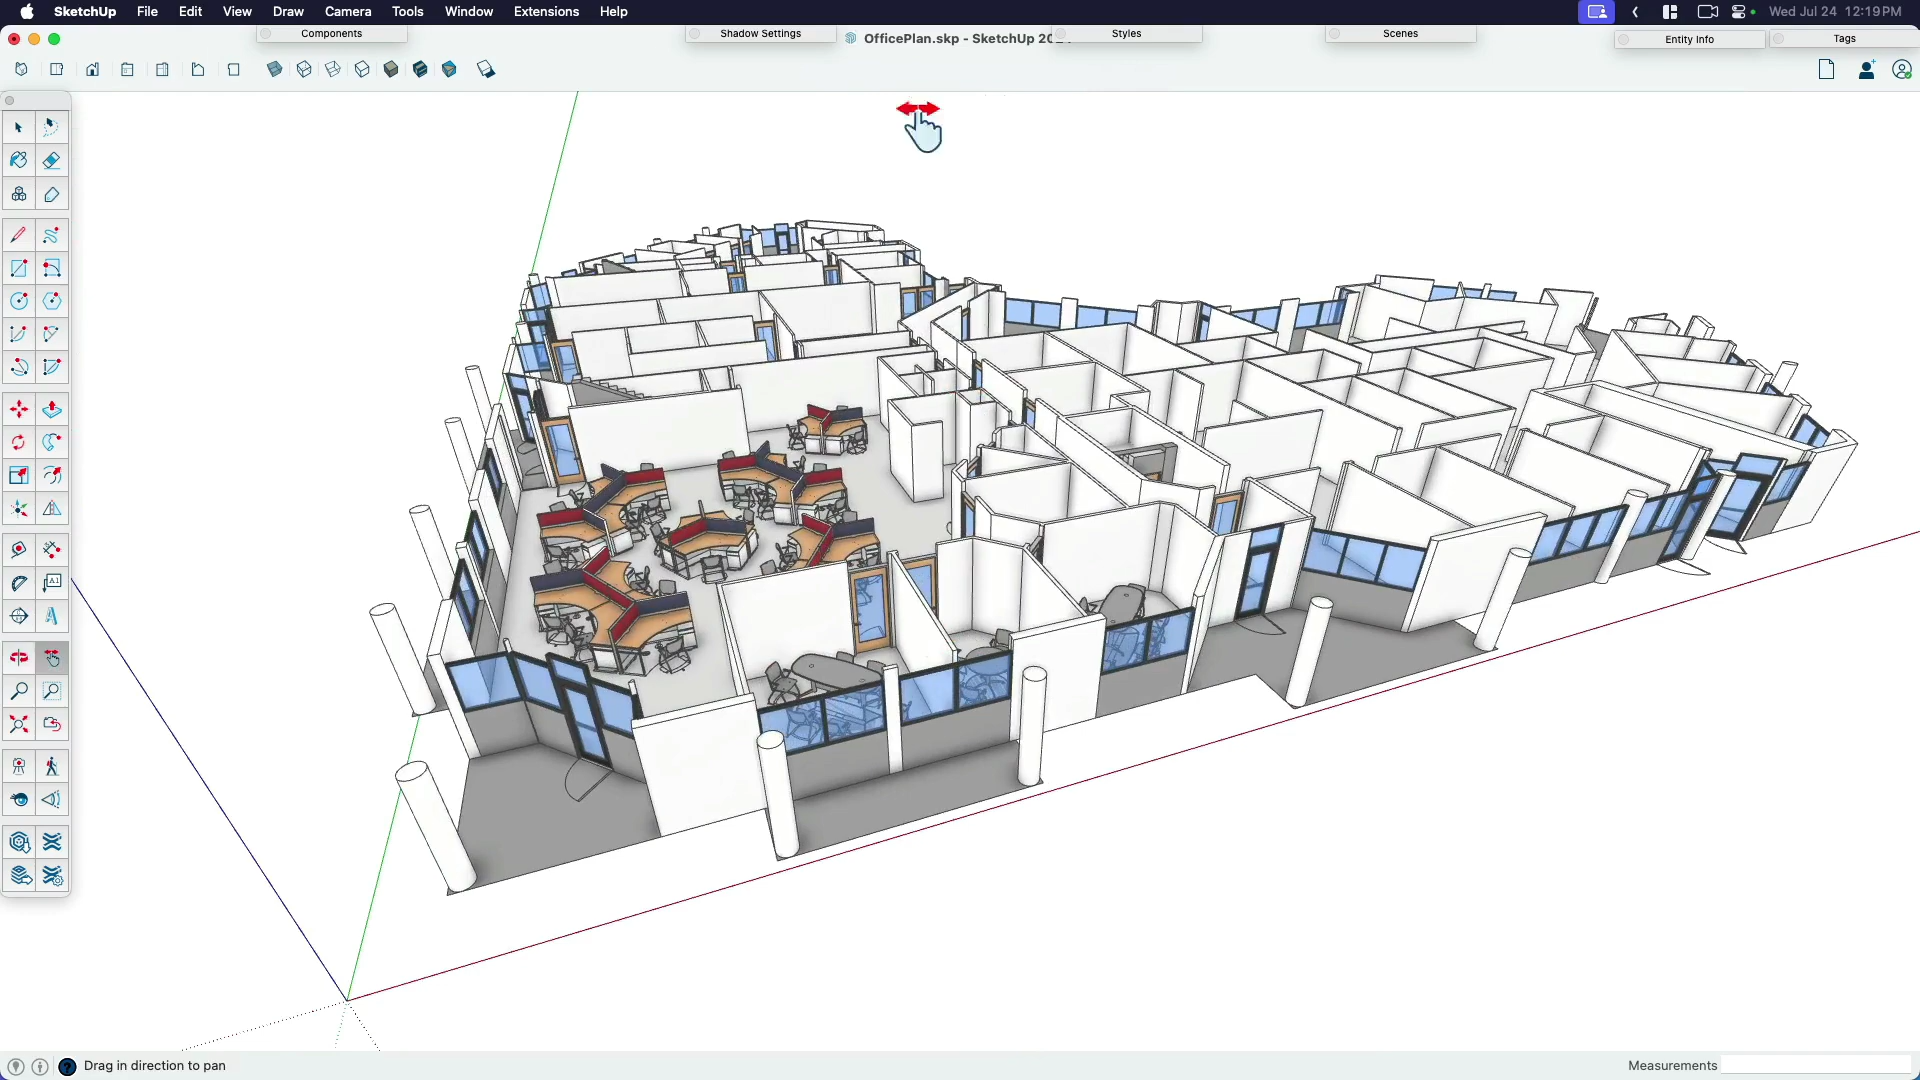 SketchUp File Edit View Draw Camera Tools Window Extensions Help Wed Jul 24 12:19 PM
Components
Shadow Settings
OfficePlan.skp - SketchUp
Styles
Scenes
Entity Info
Tags
A1
A
Drag in direction to pan
Measurements